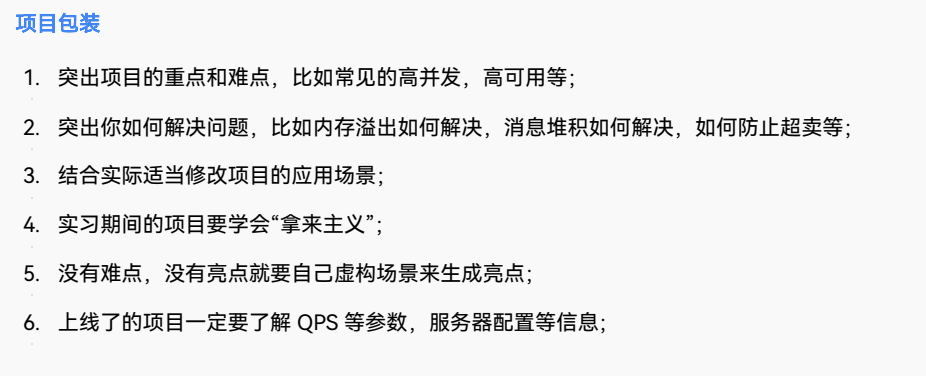 项目包装
1. 突出项目的重点和难点，比如常见的高并发，高可用等；
2. 突出你如何解决问题，比如内存溢出如何解决，消息堆积如何解决，如何防止超卖等；
3. 结合实际适当修改项目的应用场景；
4. 实习期间的项目要学会“拿来主义”；
5. 没有难点，没有亮点就要自己虚构场景来生成亮点；
6. 上线了的项目一定要了解 QPS 等参数，服务器配置等信息；